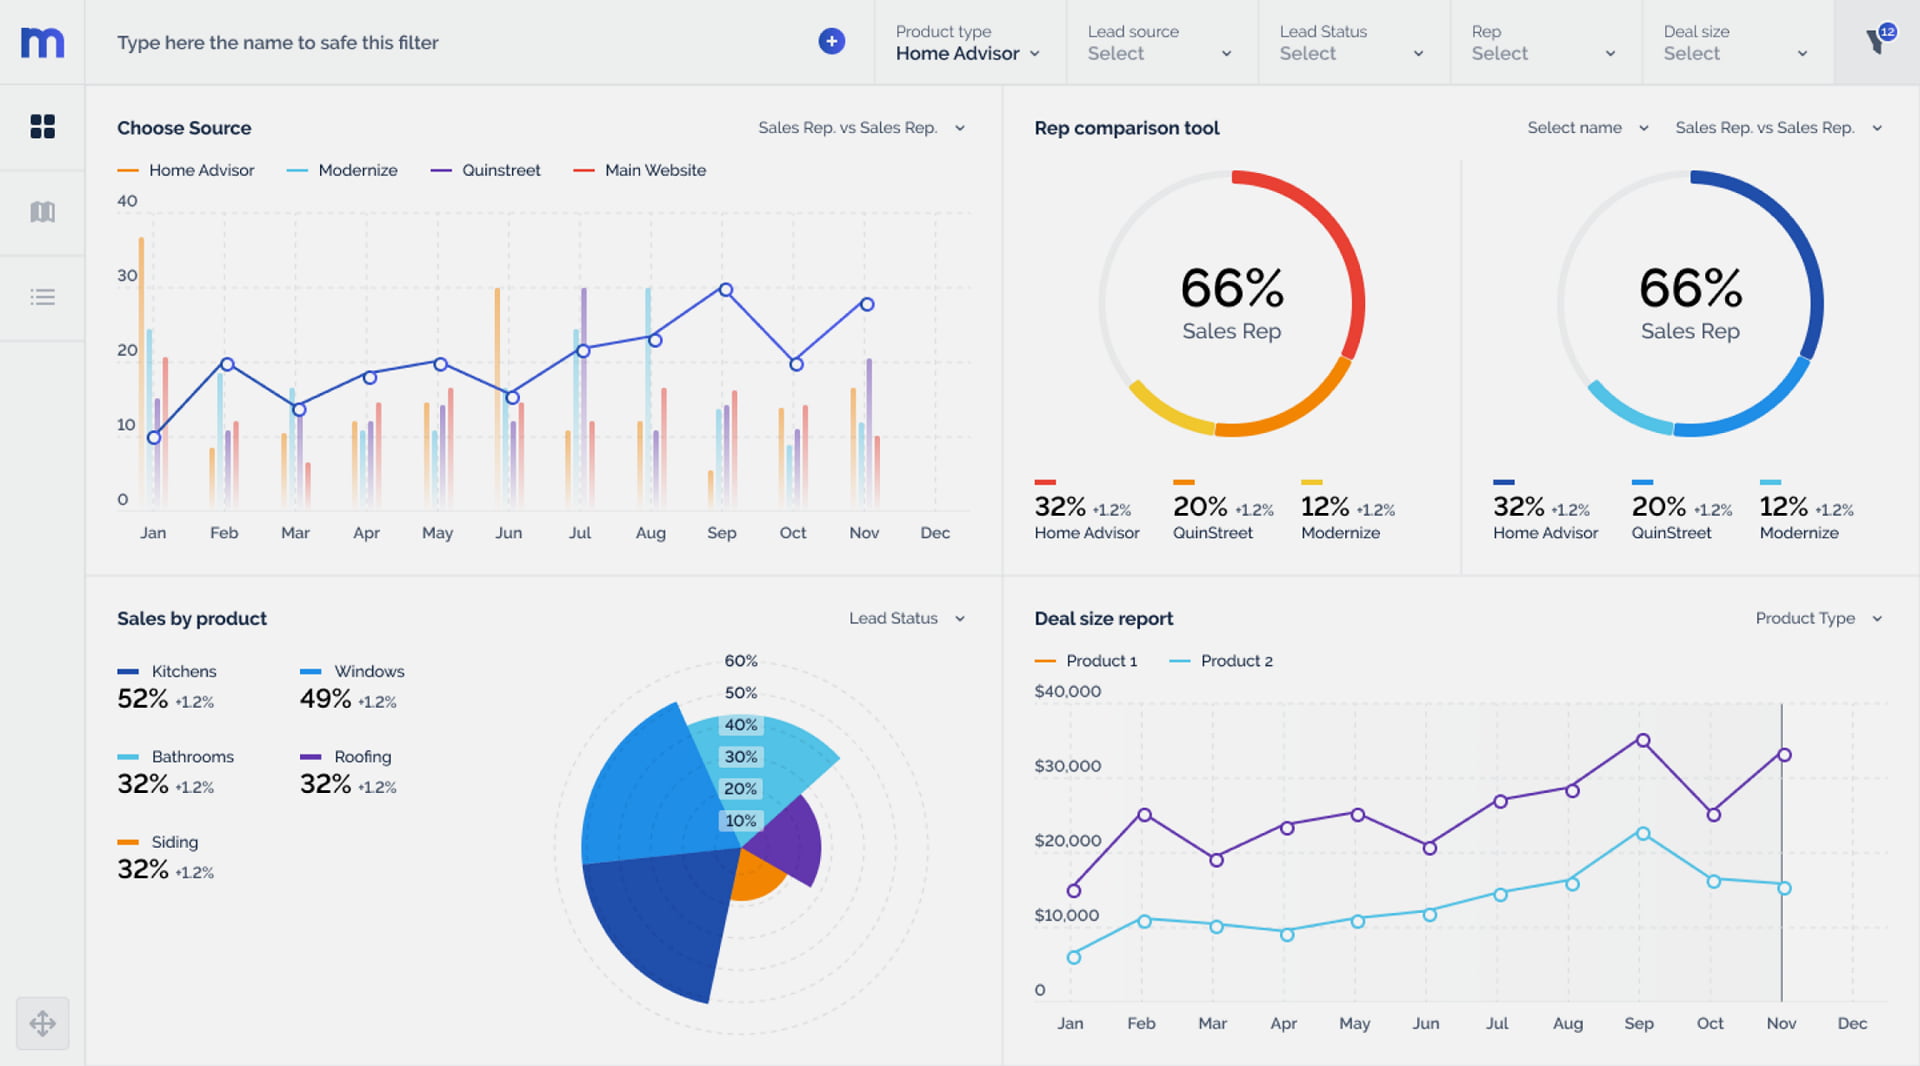 m
Type here the name to safe this filter
+
Product type
Home Advisor
Lead source
Select
Lead Status
Select
Rep
Select
Deal size
Select
12
Choose Source
Sales Rep. vs Sales Rep.
Home Advisor Modernize Quinstreet Main Website
40
30
20
10
0
Jan Feb Mar Apr May Jun Jul Aug Sep Oct Nov Dec
Rep comparison tool
Select name Sales Rep. vs Sales Rep.
66%
Sales Rep
32% +1.2%
Home Advisor
20% +1.2%
QuinStreet
12% +1.2%
Modernize
66%
Sales Rep
32% +1.2%
Home Advisor
20% +1.2%
QuinStreet
12% +1.2%
Modernize
Sales by product
Lead Status
Kitchens
52% +1.2%
Windows
49% +1.2%
Bathrooms
32% +1.2%
Roofing
32% +1.2%
Siding
32% +1.2%
60%
50%
40%
30%
20%
10%
Deal size report
Product Type
Product 1 Product 2
$40,000
$30,000
$20,000
$10,000
0
Jan Feb Mar Apr May Jun Jul Aug Sep Oct Nov Dec